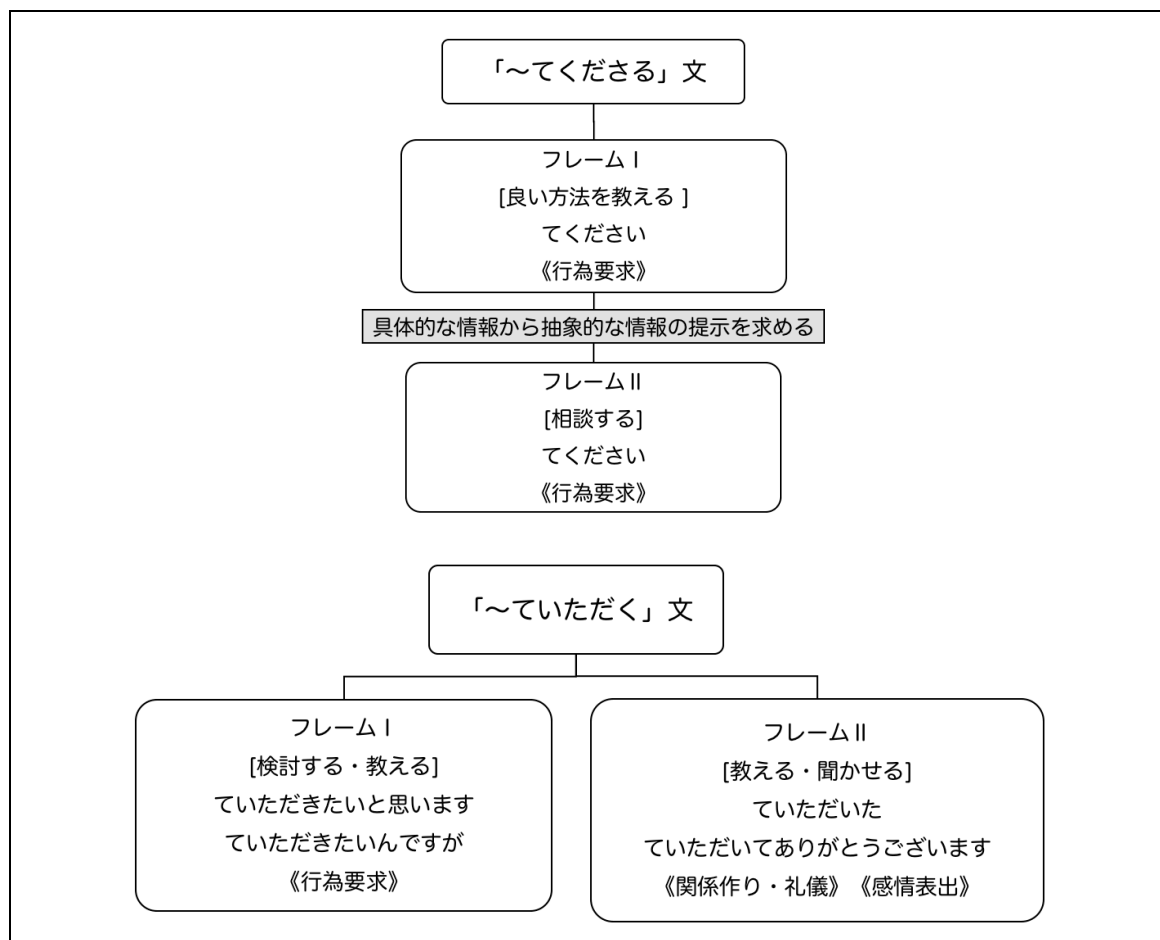 「～てくださる」文
フレームⅠ
[良い方法を教える ]
てください
《行為要求》
具体的な情報から抽象的な情報の提示を求める
フレームⅡ
[相談する]
てください
《行為要求》
「～ていただく」文
フレームⅠ
[検討する・教える]
ていただきたいと思います
ていただきたいんですが
《行為要求》
フレームⅡ
[教える・聞かせる]
ていただいた
ていただいてありがとうございます
《関係作り・礼儀》《感情表出》